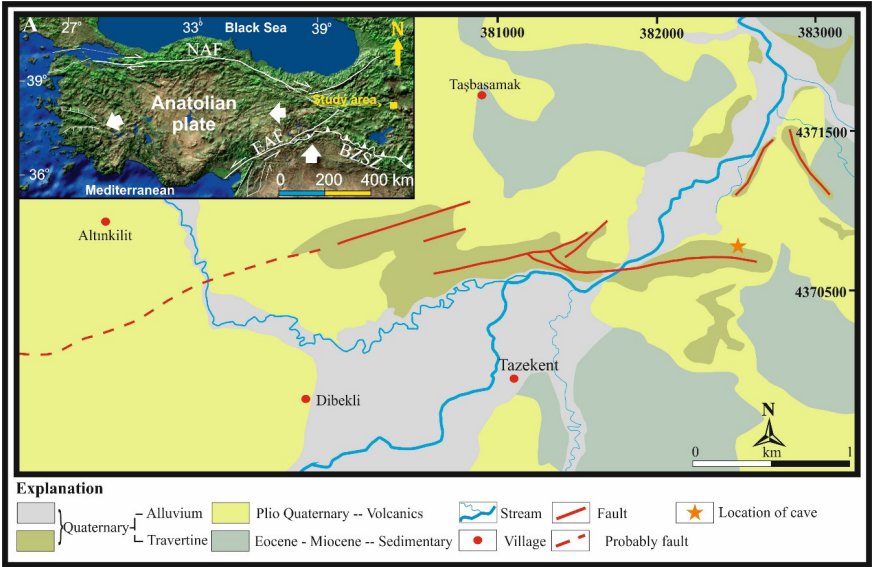 A
27°
33°
Black Sea
39°
NAF
39°
Anatolian
plate
Study area
EAF
BZSZ
36°
Mediterranean
0 200 400 km
381000
382000
383000
Taşbasamak
4371500
Altınkilit
4370500
Tazekent
Dibekli
N
0 km 1
Explanation
Quaternary
Alluvium
Travertine
Plio Quaternary -- Volcanics
Eocene - Miocene -- Sedimentary
Stream
Village
Fault
Probably fault
Location of cave